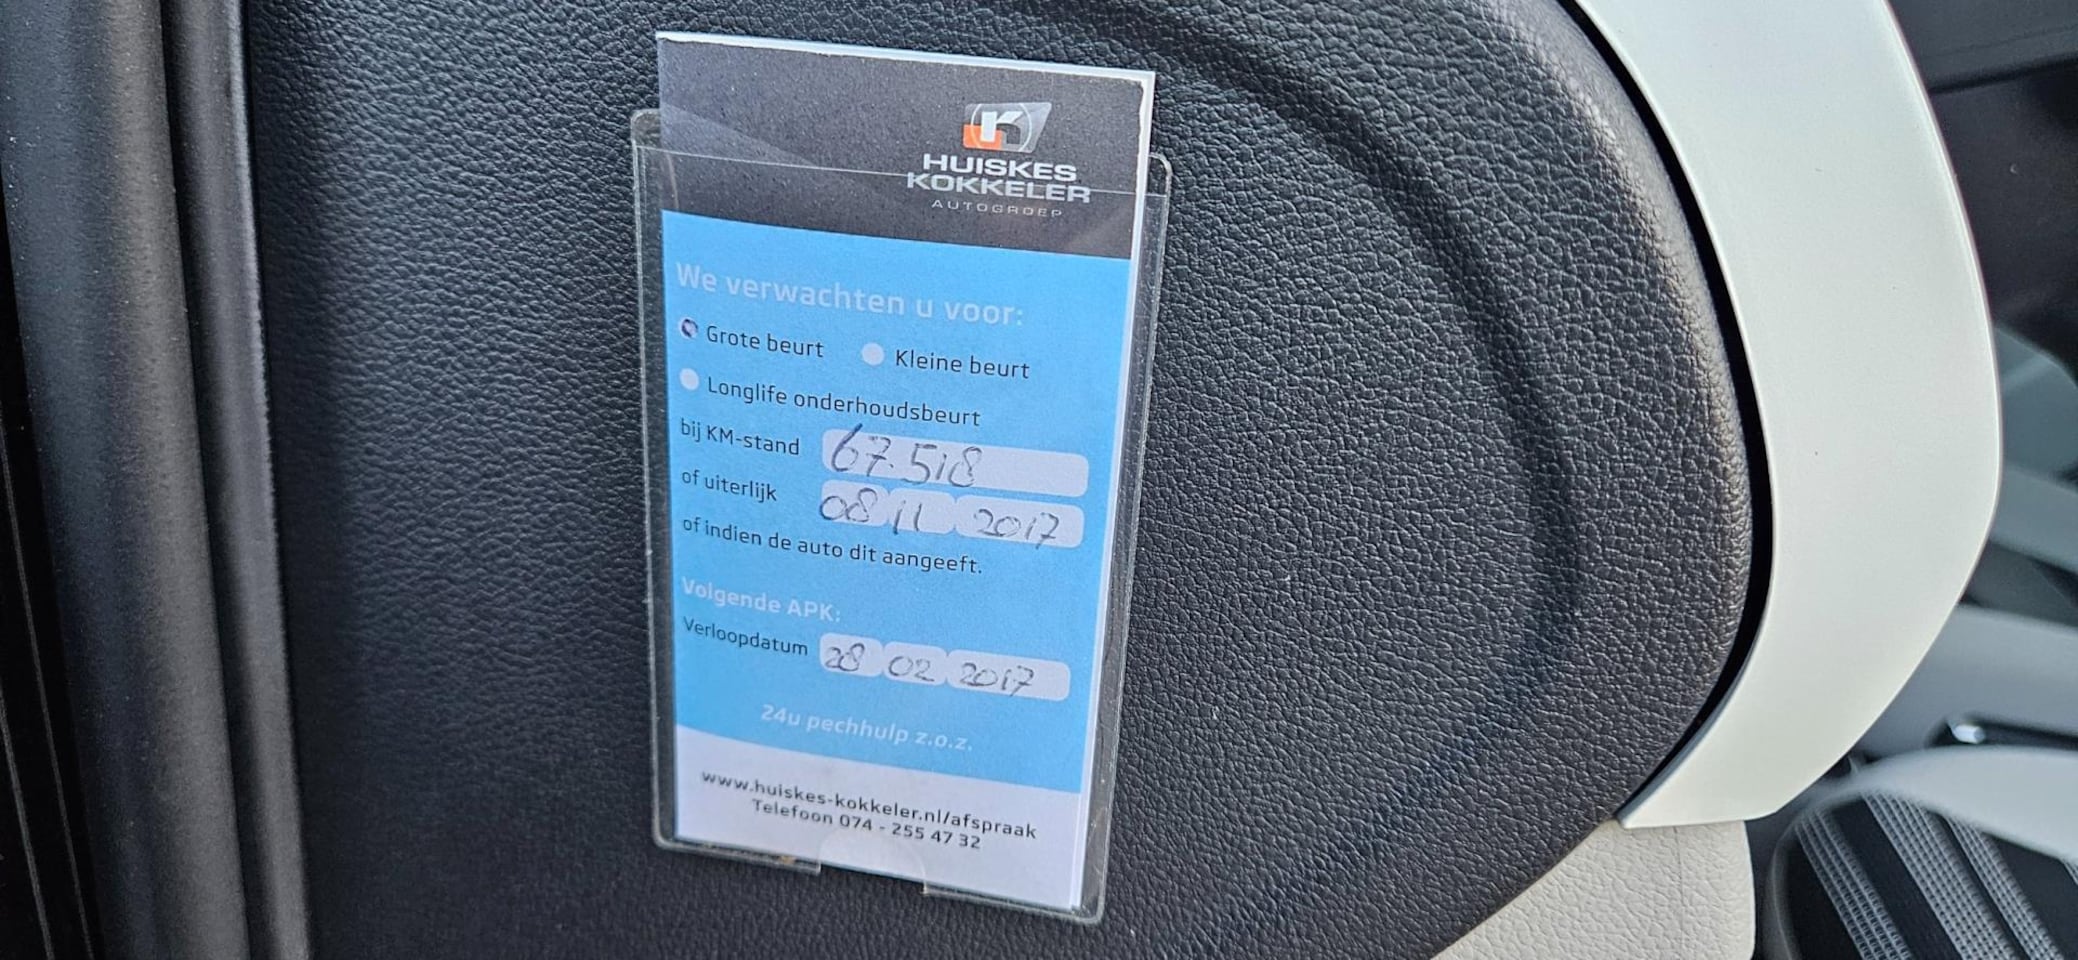 HUISKES
KOKKELER
AUTOGROEP
We verwachten u voor:
Grote beurt Kleine beurt
Longlife onderhoudsbeurt
bij KM-stand 67.518
of uiterlijk 08 11 2017
of indien de auto dit aangeeft.
Volgende APK:
Verloopdatum 28 02 2017
24u pechhulp z.o.z.
www.huiskes-kokkeler.nl/afspraak
Telefoon 074 - 255 47 32